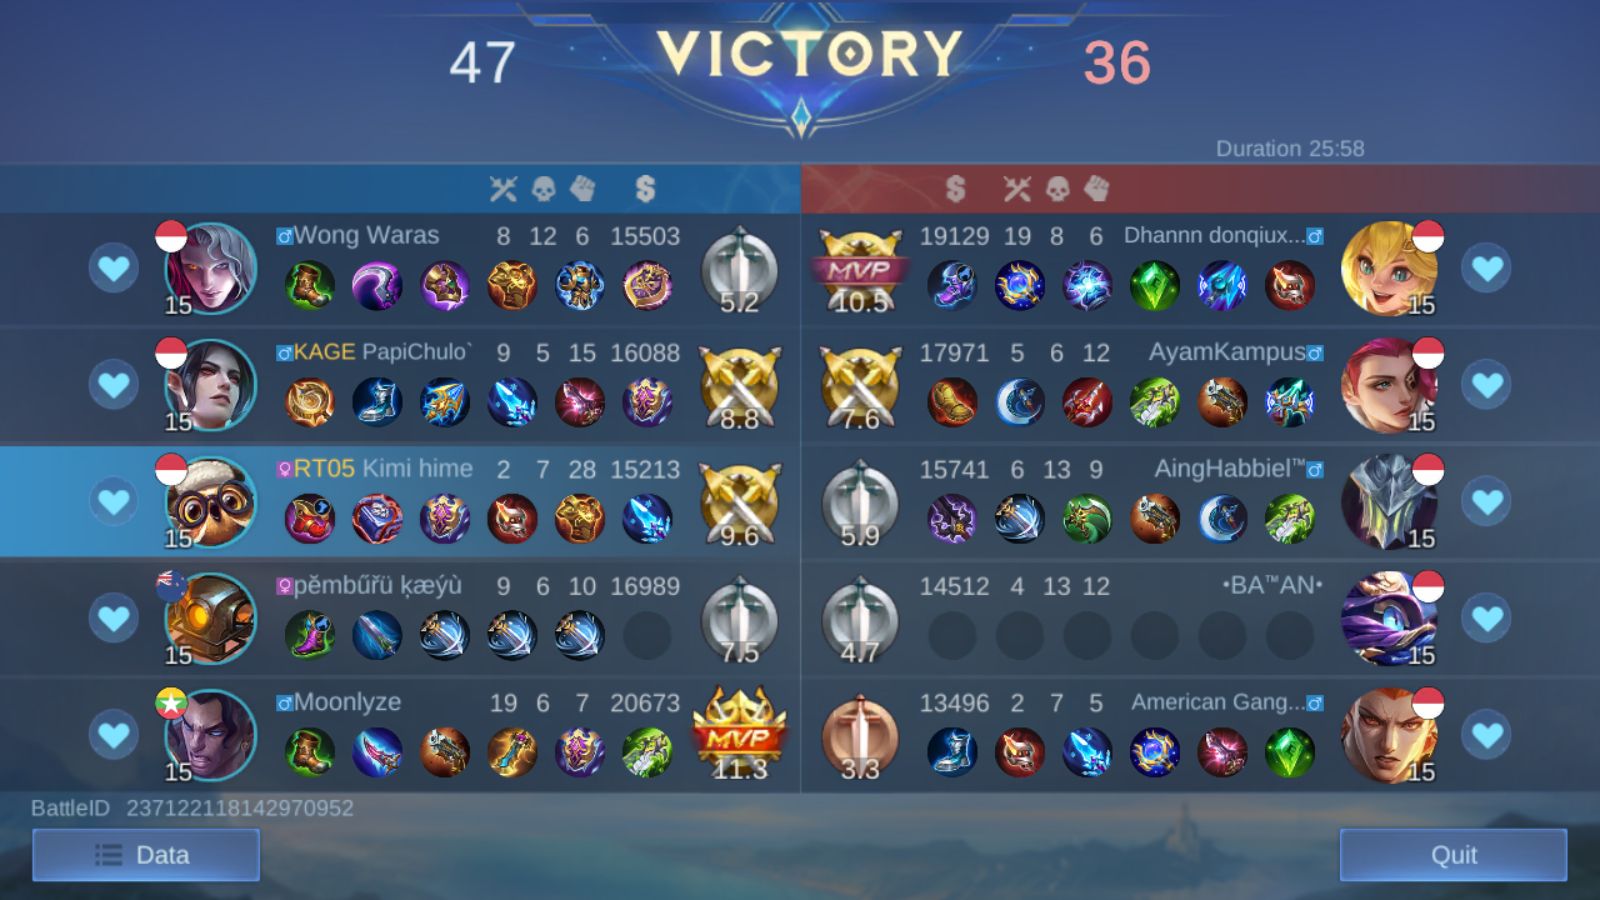 47 VICTORY 36
Duration 25:58
Wong Waras 8 12 6 15503 5.2 15
MVP 10.5 19129 19 8 6 Dhannn donqiux... 15
KAGE PapiChulo` 9 5 15 16088 8.8 15
7.6 17971 5 6 12 AyamKampus 15
RT05 Kimi hime 2 7 28 15213 9.6 15
5.9 15741 6 13 9 AingHabbiel™ 15
pĕmbűřü ķæýù 9 6 10 16989 7.5 15
4.7 14512 4 13 12 •BA™AN• 15
Moonlyze 19 6 7 20673 MVP 11.3 15
3.3 13496 2 7 5 American Gang... 15
BattleID 237122118142970952
Data
Quit